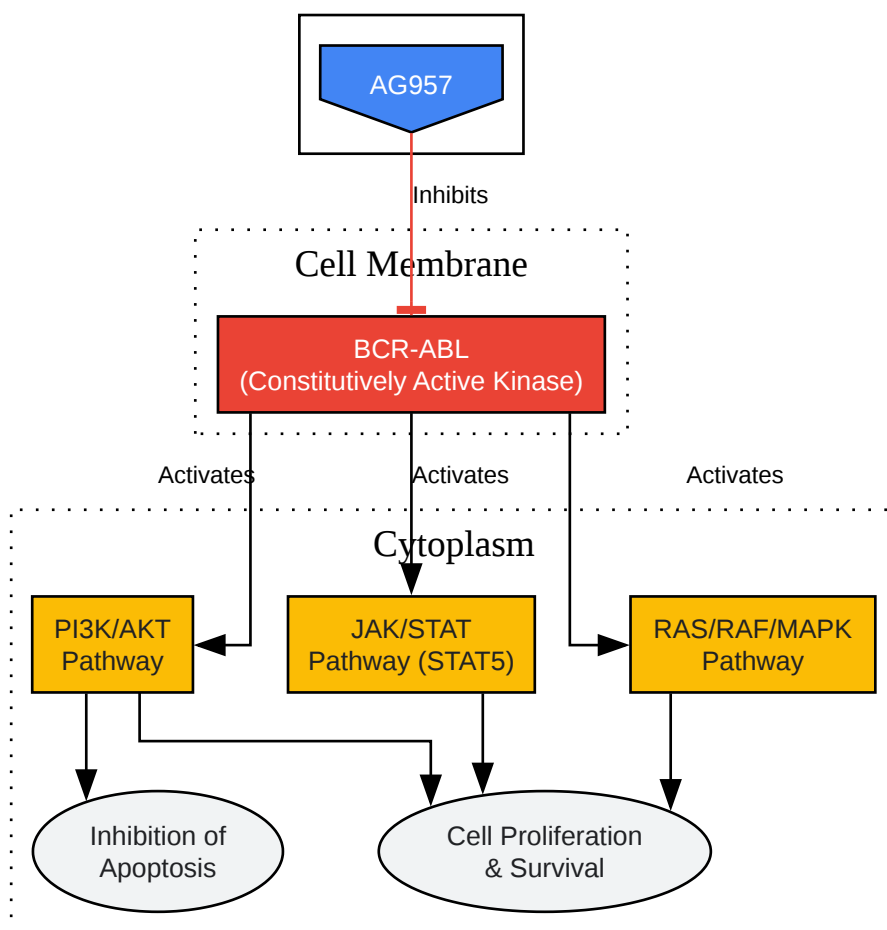 AG957
Inhibits
Cell Membrane
BCR-ABL
(Constitutively Active Kinase)
Activates
Activates
Activates
Cytoplasm
PI3K/AKT
Pathway
JAK/STAT
Pathway (STAT5)
RAS/RAF/MAPK
Pathway
Inhibition of
Apoptosis
Cell Proliferation
& Survival